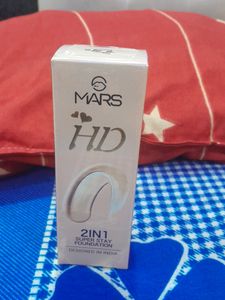 MARS
HD
2IN1
SUPER STAY
FOUNDATION
DESIGNED IN INDIA